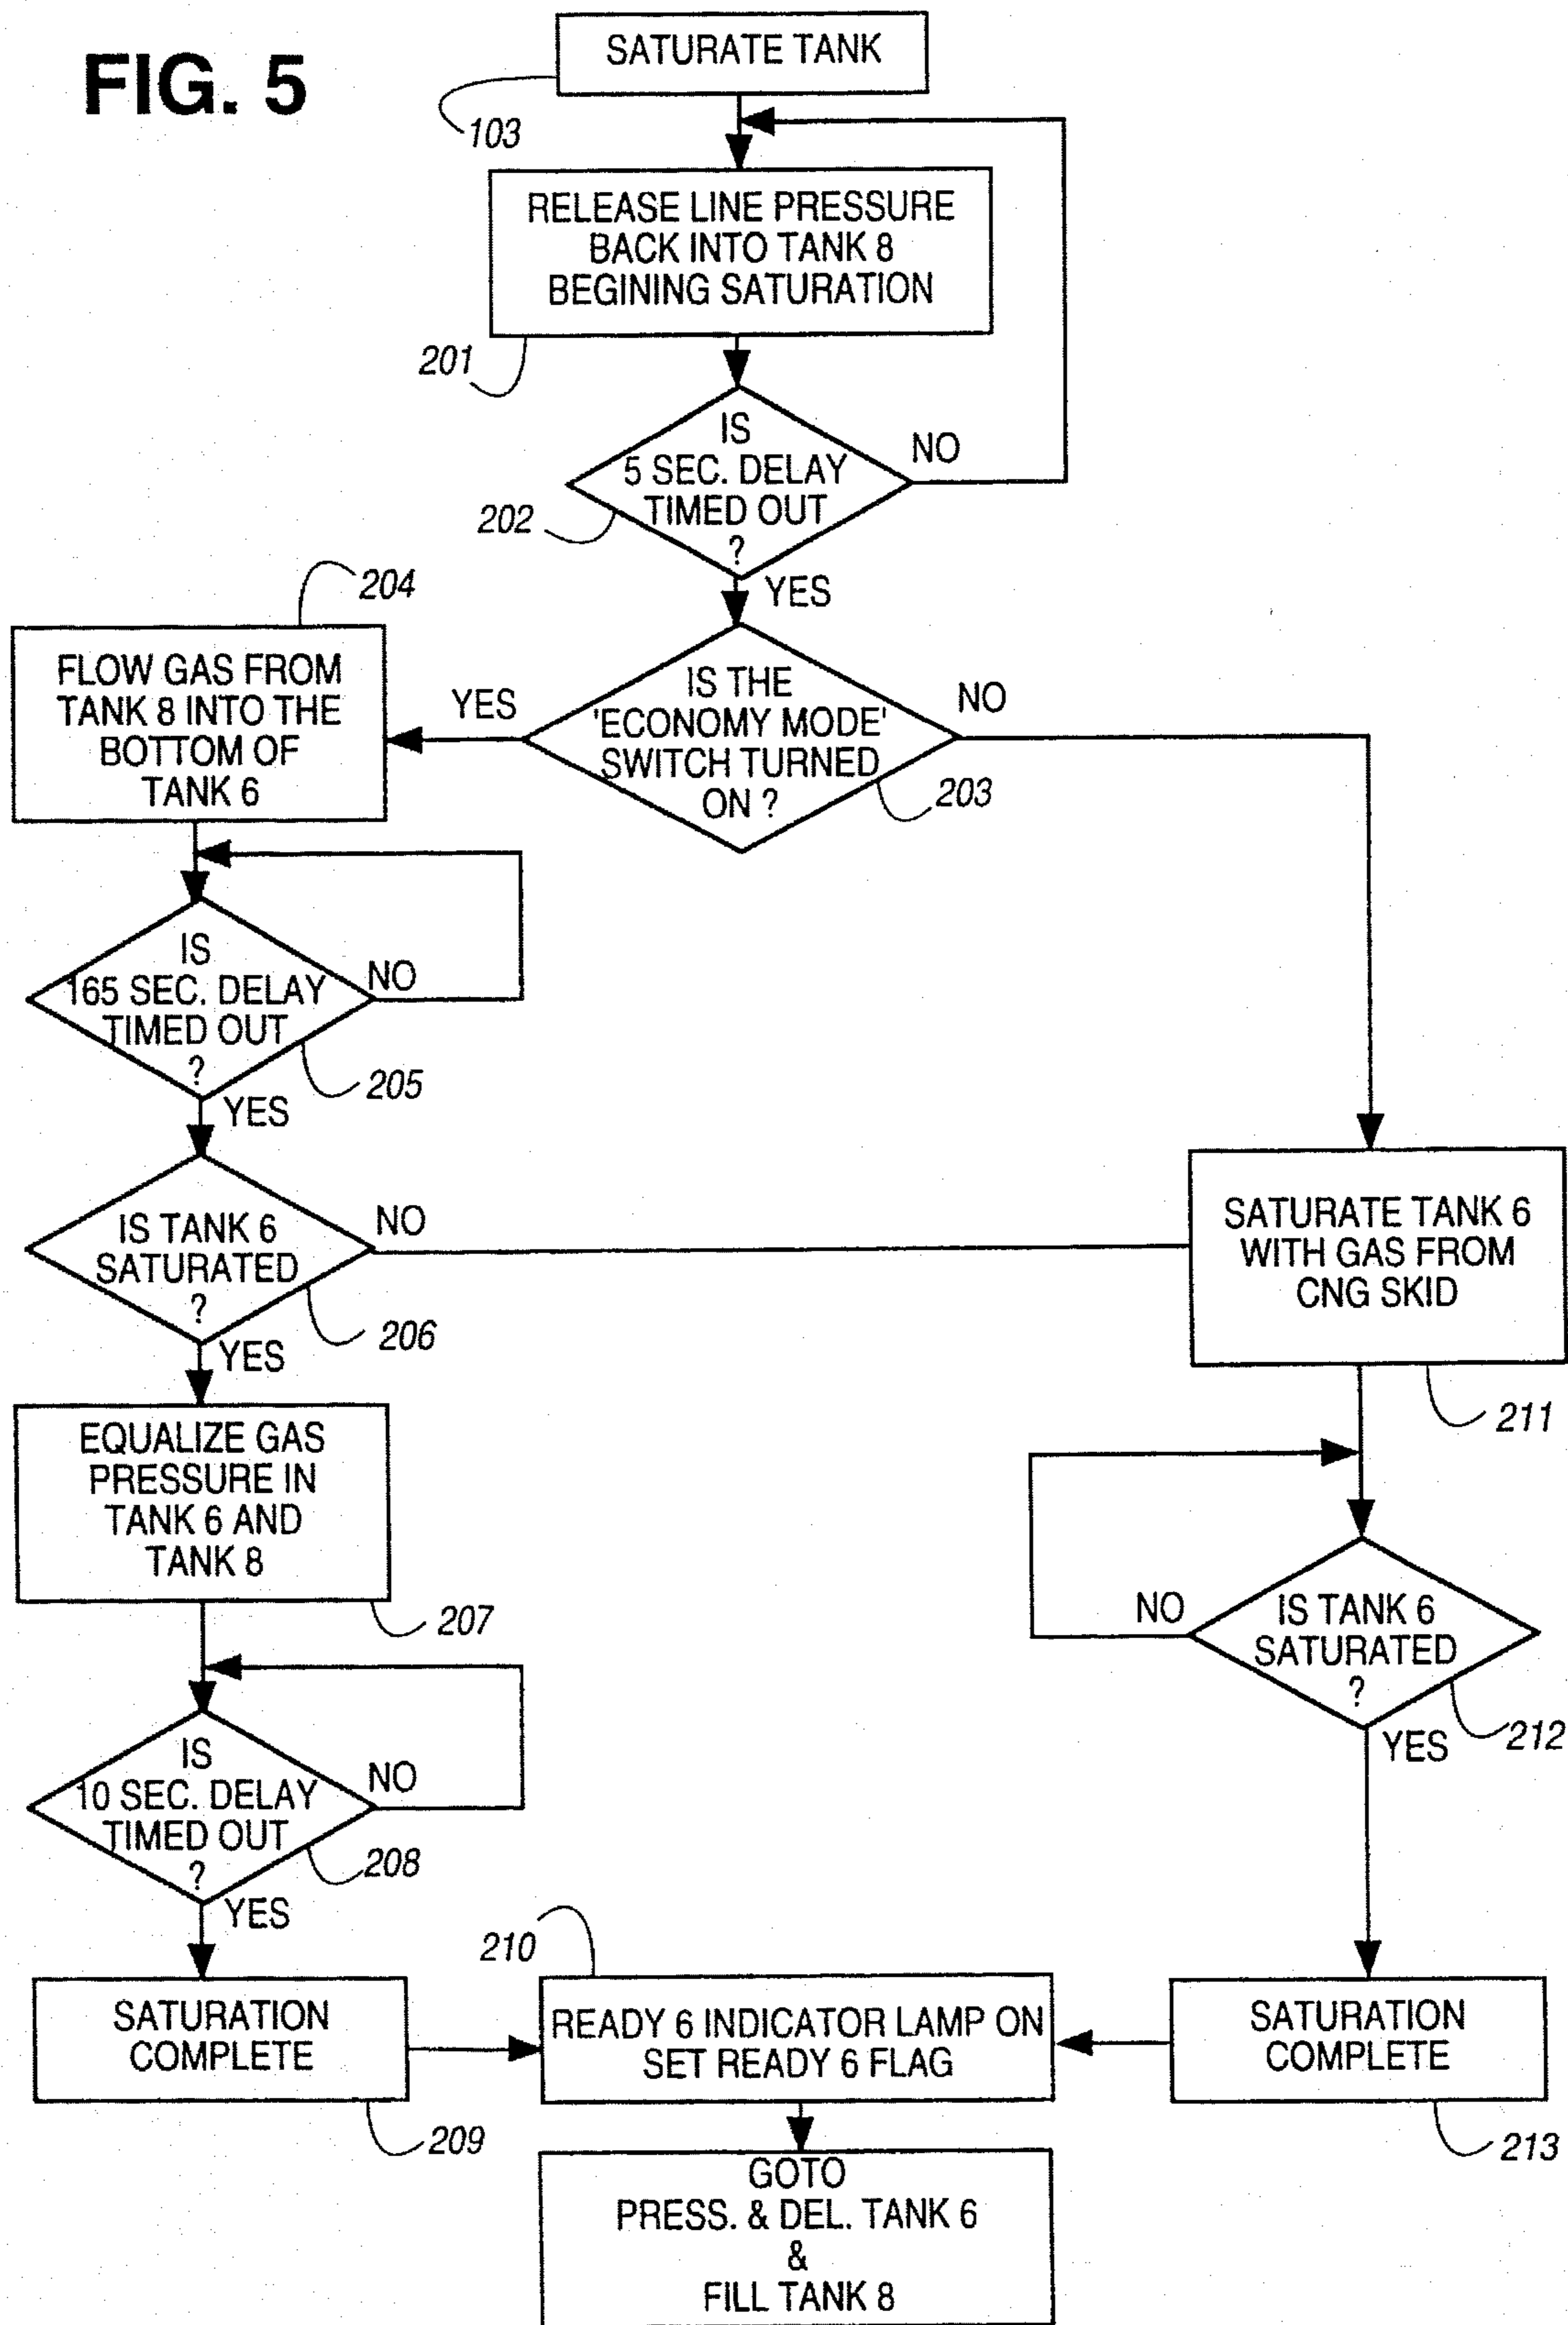 FIG. 5
SATURATE TANK
103
RELEASE LINE PRESSURE
BACK INTO TANK 8
BEGINING SATURATION
201
IS
5 SEC. DELAY
TIMED OUT
?
NO
202
YES
204
FLOW GAS FROM
TANK 8 INTO THE
BOTTOM OF
TANK 6
YES
IS THE
'ECONOMY MODE'
SWITCH TURNED
ON ?
NO
203
IS
165 SEC. DELAY
TIMED OUT
?
NO
205
YES
IS TANK 6
SATURATED
?
NO
206
YES
SATURATE TANK 6
WITH GAS FROM
CNG SKID
211
EQUALIZE GAS
PRESSURE IN
TANK 6 AND
TANK 8
207
NO
IS TANK 6
SATURATED
?
212
YES
IS
10 SEC. DELAY
TIMED OUT
?
NO
208
YES
SATURATION
COMPLETE
209
210
READY 6 INDICATOR LAMP ON
SET READY 6 FLAG
SATURATION
COMPLETE
213
GOTO
PRESS. & DEL. TANK 6
&
FILL TANK 8